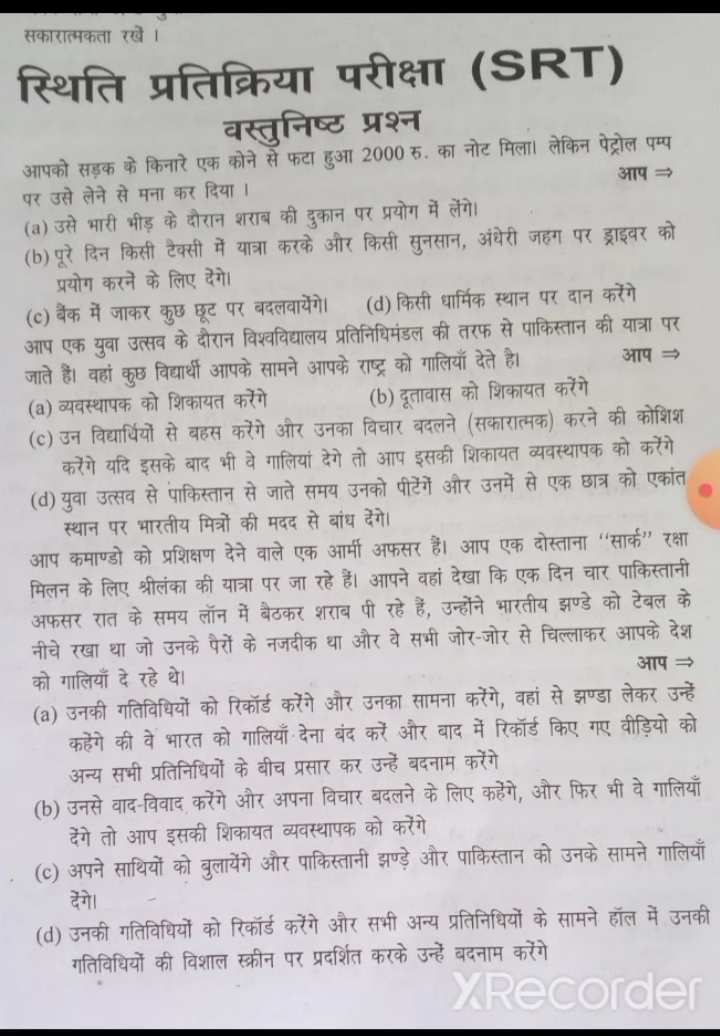 सकारात्मकता रखें ।
स्थिति प्रतिक्रिया परीक्षा (SRT)
वस्तुनिष्ठ प्रश्न
आपको सड़क के किनारे एक कोने से फटा हुआ 2000 रु. का नोट मिला। लेकिन पेट्रोल पम्प
पर उसे लेने से मना कर दिया । आप ⇒
(a) उसे भारी भीड़ के दौरान शराब की दुकान पर प्रयोग में लेंगे।
(b) पूरे दिन किसी टैक्सी में यात्रा करके और किसी सुनसान, अंधेरी जहग पर ड्राइवर को
प्रयोग करनें के लिए देंगे।
(c) बैंक में जाकर कुछ छूट पर बदलवायेंगे। (d) किसी धार्मिक स्थान पर दान करेंगे
आप एक युवा उत्सव के दौरान विश्वविद्यालय प्रतिनिधिमंडल की तरफ से पाकिस्तान की यात्रा पर
जाते हैं। वहां कुछ विद्यार्थी आपके सामने आपके राष्ट्र को गालियाँ देते है। आप ⇒
(a) व्यवस्थापक को शिकायत करेंगे (b) दूतावास को शिकायत करेंगे
(c) उन विद्यार्थियों से बहस करेंगे और उनका विचार बदलने (सकारात्मक) करने की कोशिश
करेंगे यदि इसके बाद भी वे गालियां देगे तो आप इसकी शिकायत व्यवस्थापक को करेंगे
(d) युवा उत्सव से पाकिस्तान से जाते समय उनको पीटेंगें और उनमें से एक छात्र को एकांत
स्थान पर भारतीय मित्रों की मदद से बांध देंगे।
आप कमाण्डो को प्रशिक्षण देने वाले एक आर्मी अफसर हैं। आप एक दोस्ताना “सार्क” रक्षा
मिलन के लिए श्रीलंका की यात्रा पर जा रहे हैं। आपने वहां देखा कि एक दिन चार पाकिस्तानी
अफसर रात के समय लॉन में बैठकर शराब पी रहे हैं, उन्होंने भारतीय झण्डे को टेबल के
नीचे रखा था जो उनके पैरों के नजदीक था और वे सभी जोर-जोर से चिल्लाकर आपके देश
को गालियाँ दे रहे थे। आप ⇒
(a) उनकी गतिविधियों को रिकॉर्ड करेंगे और उनका सामना करेंगे, वहां से झण्डा लेकर उन्हें
कहेंगे की वे भारत को गालियाँ देना बंद करें और बाद में रिकॉर्ड किए गए वीड़ियो को
अन्य सभी प्रतिनिधियों के बीच प्रसार कर उन्हें बदनाम करेंगे
(b) उनसे वाद-विवाद करेंगे और अपना विचार बदलने के लिए कहेंगे, और फिर भी वे गालियाँ
देंगे तो आप इसकी शिकायत व्यवस्थापक को करेंगे
(c) अपने साथियों को बुलायेंगे और पाकिस्तानी झण्ड़े और पाकिस्तान को उनके सामने गालियां
देंगे।
(d) उनकी गतिविधियों को रिकॉर्ड करेंगे और सभी अन्य प्रतिनिधियों के सामने हॉल में उनकी
गतिविधियों की विशाल स्क्रीन पर प्रदर्शित करके उन्हें बदनाम करेंगे
XRecorder